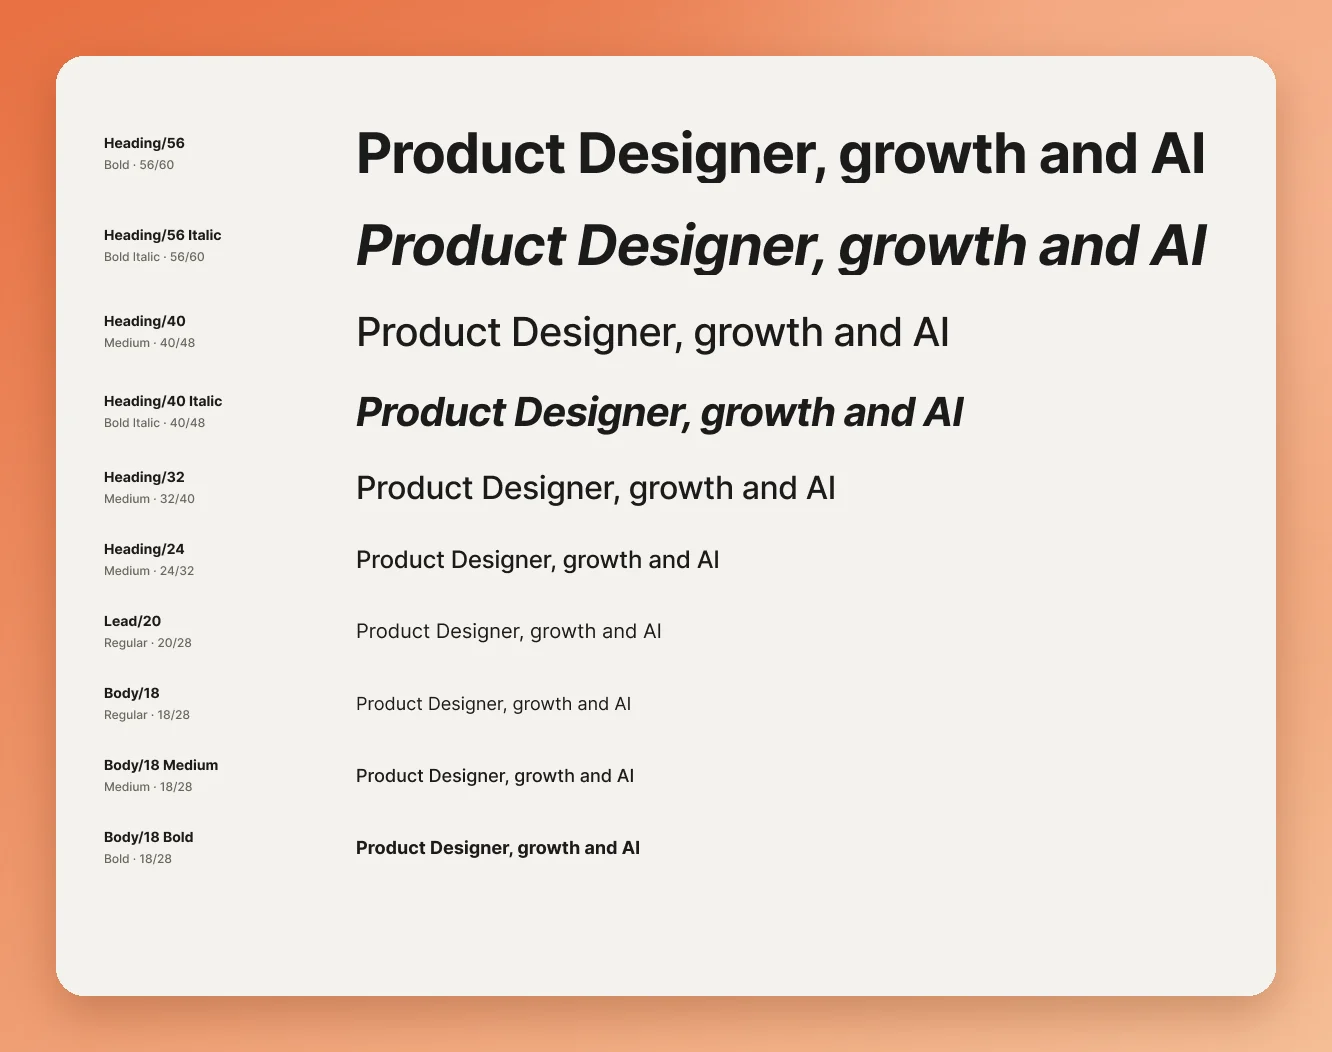 Heading/56
Bold · 56/60
Product Designer, growth and AI
Heading/56 Italic
Bold Italic · 56/60
Product Designer, growth and AI
Heading/40
Medium · 40/48
Product Designer, growth and AI
Heading/40 Italic
Bold Italic · 40/48
Product Designer, growth and AI
Heading/32
Medium · 32/40
Product Designer, growth and AI
Heading/24
Medium · 24/32
Product Designer, growth and AI
Lead/20
Regular · 20/28
Product Designer, growth and AI
Body/18
Regular · 18/28
Product Designer, growth and AI
Body/18 Medium
Medium · 18/28
Product Designer, growth and AI
Body/18 Bold
Bold · 18/28
Product Designer, growth and AI